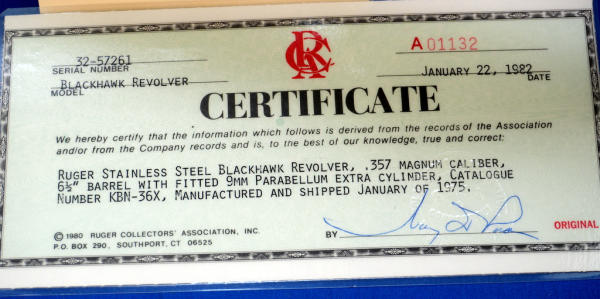 RCA
A 01132
32-57261
SERIAL NUMBER
JANUARY 22, 1982
DATE
BLACKHAWK REVOLVER
MODEL
CERTIFICATE
We hereby certify that the information which follows is derived from the records of the Association
and/or from the Company records and is, to the best of our knowledge, true and correct:
RUGER STAINLESS STEEL BLACKHAWK REVOLVER, .357 MAGNUM CALIBER,
6½" BARREL WITH FITTED 9MM PARABELLUM EXTRA CYLINDER, CATALOGUE
NUMBER KBN-36X, MANUFACTURED AND SHIPPED JANUARY OF 1975.
©1980 RUGER COLLECTORS' ASSOCIATION, INC.
P.O. BOX 290, SOUTHPORT, CT 06525
BY
ORIGINAL